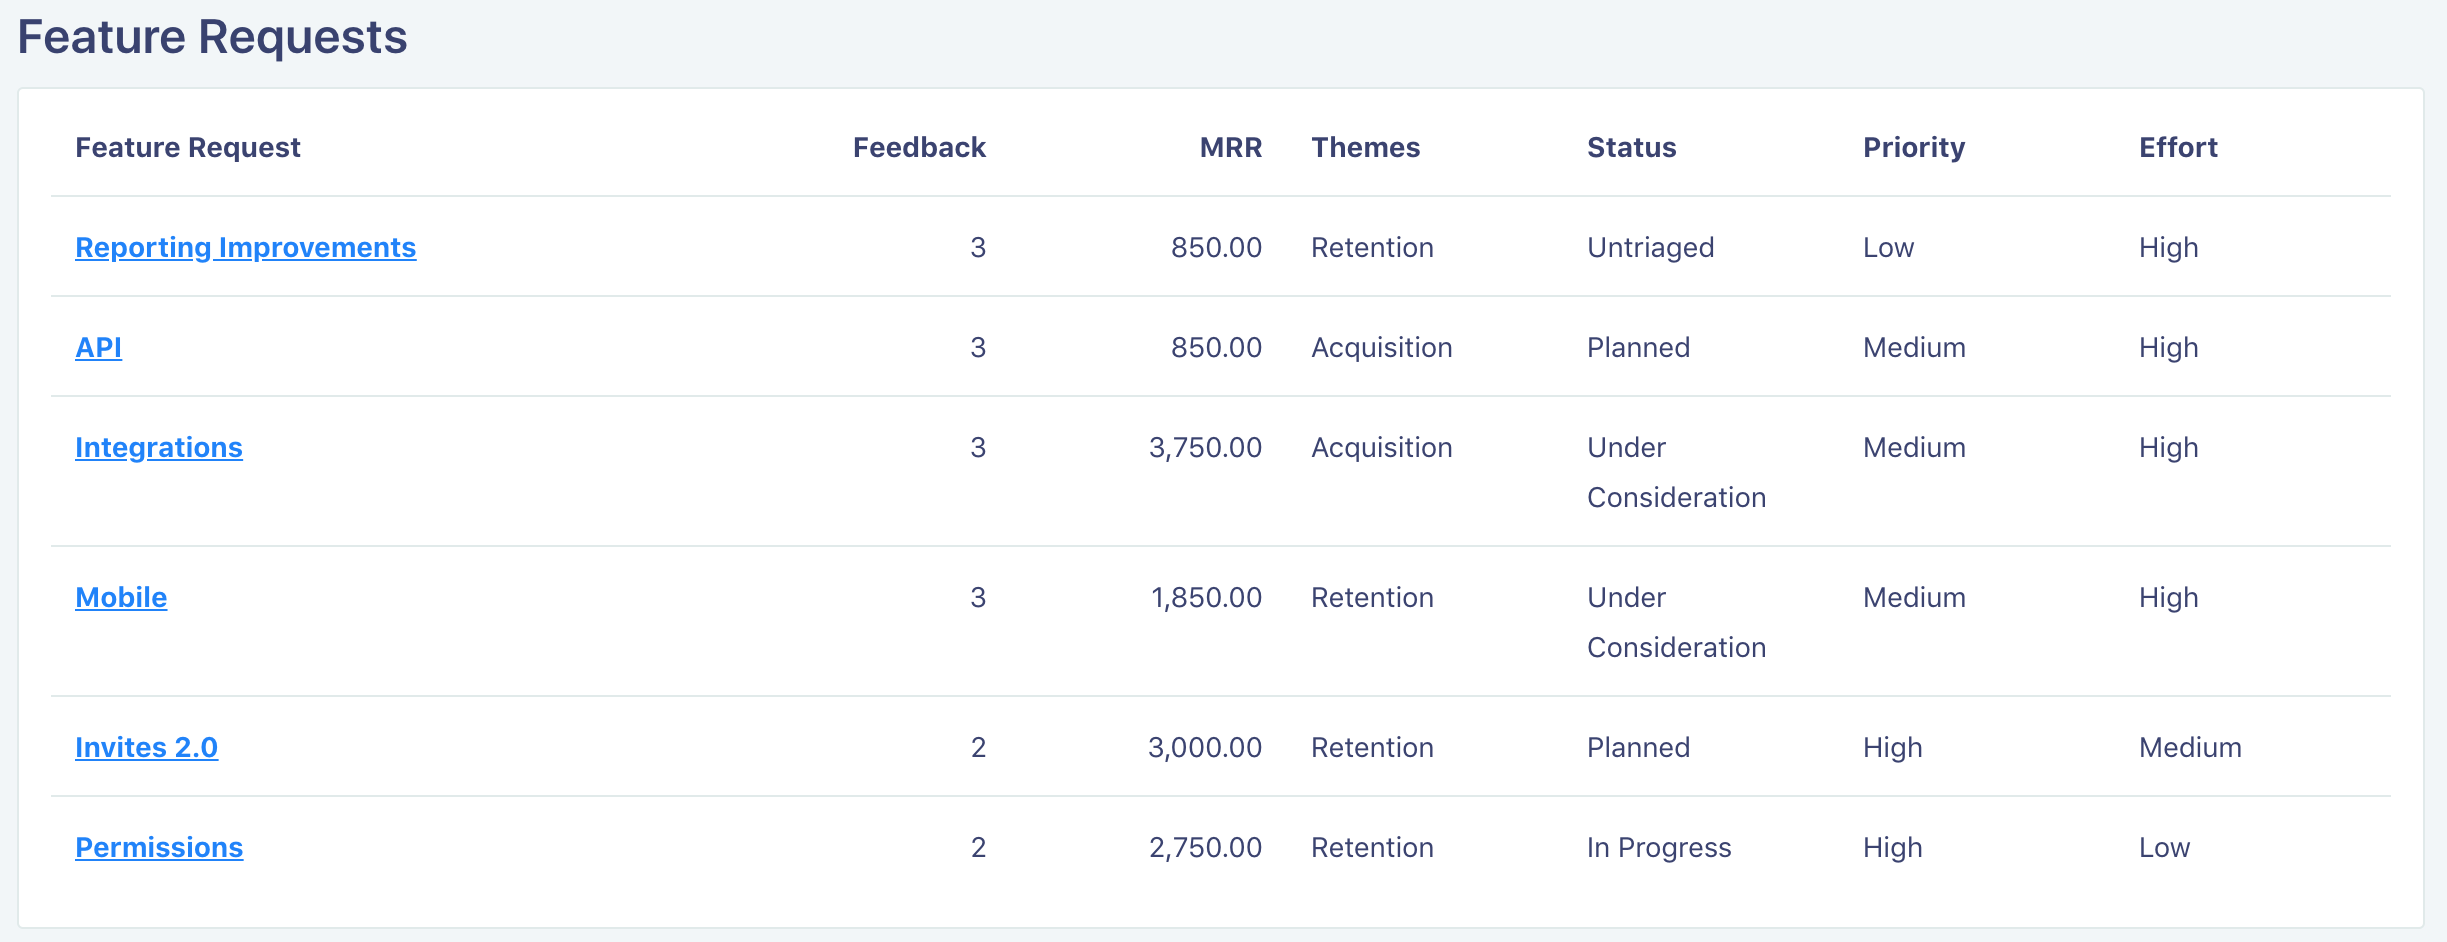 Feature Requests
Feature Request Feedback MRR Themes Status Priority Effort
Reporting Improvements 3 850.00 Retention Untriaged Low High
API 3 850.00 Acquisition Planned Medium High
Integrations 3 3,750.00 Acquisition Under Medium High
Consideration
Mobile 3 1,850.00 Retention Under Medium High
Consideration
Invites 2.0 2 3,000.00 Retention Planned High Medium
Permissions 2 2,750.00 Retention In Progress High Low